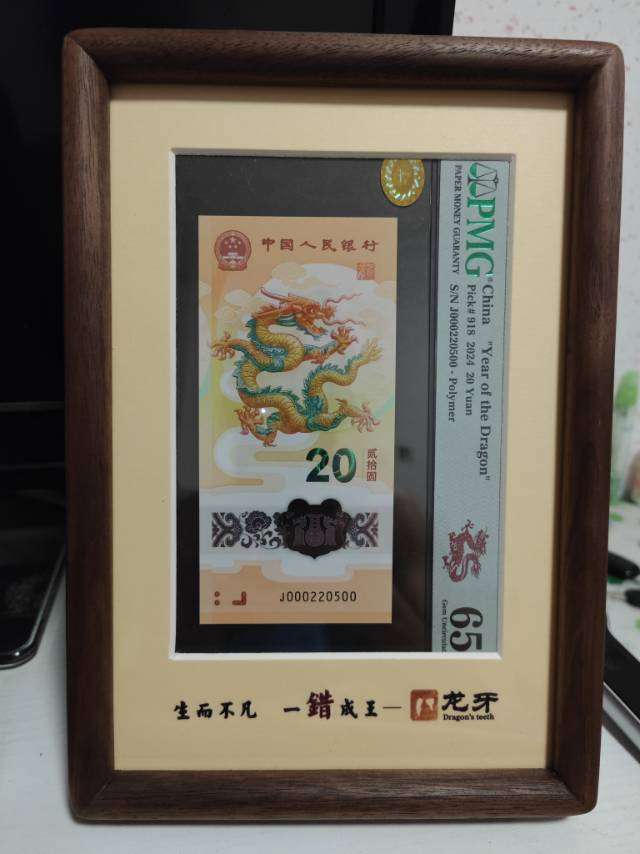 中国人民银行
20
贰拾圆
J000220500
PMG
PAPER MONEY GUARANTY
China "Year of the Dragon"
Pick# 918 2024 20 Yuan
S/N J000220500 - Polymer
65
生而不凡 一錯成王—龙牙
Dragon's teeth